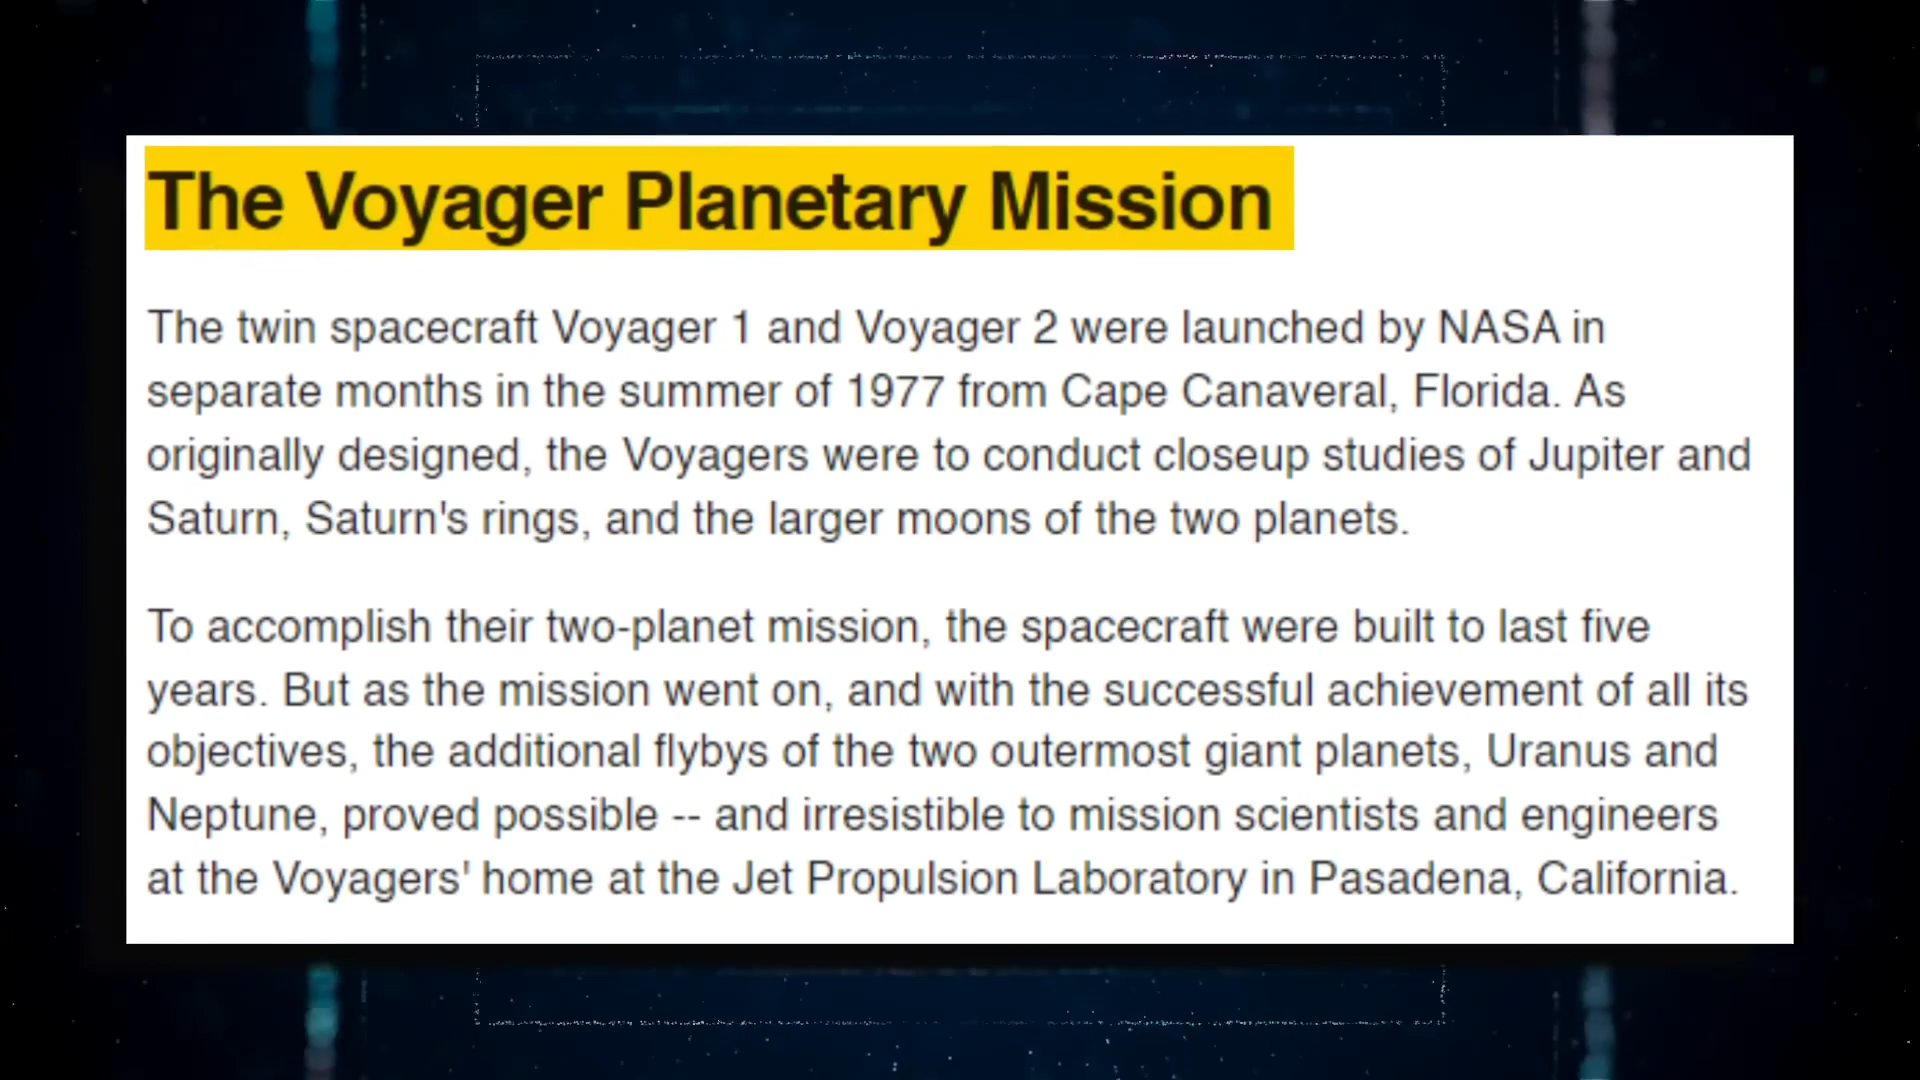 The Voyager Planetary Mission
The twin spacecraft Voyager 1 and Voyager 2 were launched by NASA in
separate months in the summer of 1977 from Cape Canaveral, Florida. As
originally designed, the Voyagers were to conduct closeup studies of Jupiter and
Saturn, Saturn's rings, and the larger moons of the two planets.
To accomplish their two-planet mission, the spacecraft were built to last five
years. But as the mission went on, and with the successful achievement of all its
objectives, the additional flybys of the two outermost giant planets, Uranus and
Neptune, proved possible -- and irresistible to mission scientists and engineers
at the Voyagers' home at the Jet Propulsion Laboratory in Pasadena, California.